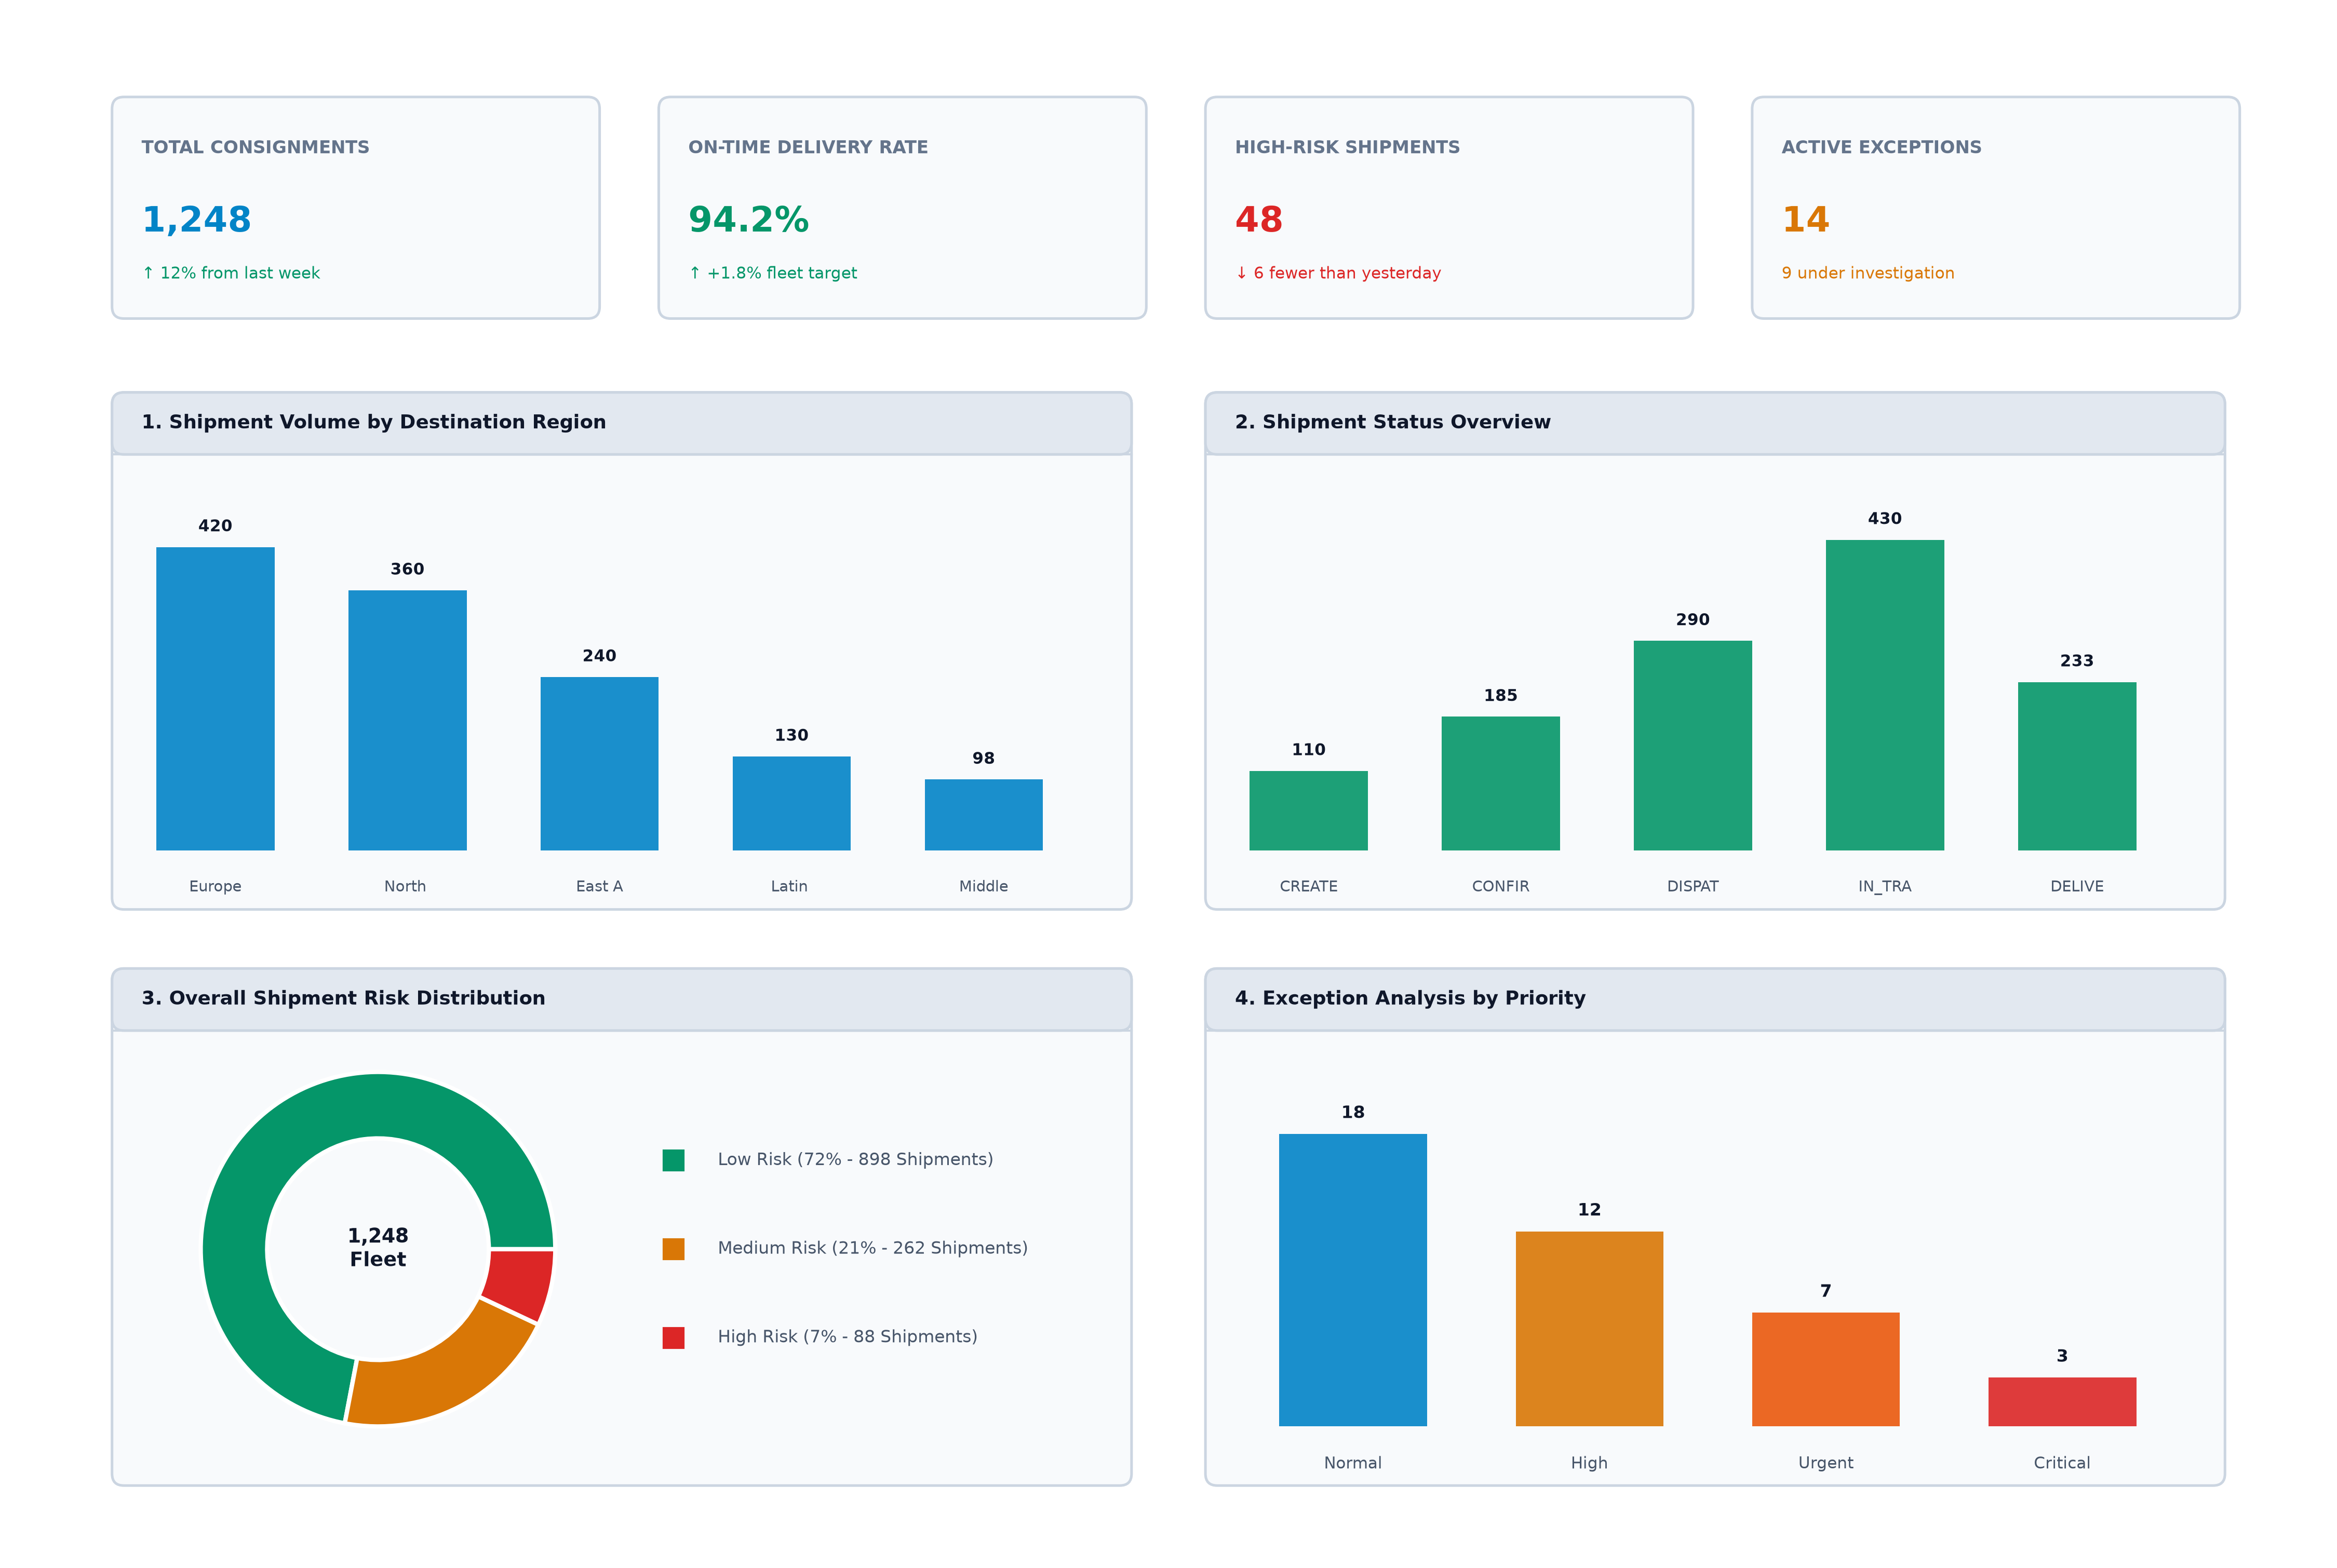 TOTAL CONSIGNMENTS
1,248
↑ 12% from last week
ON-TIME DELIVERY RATE
94.2%
↑ +1.8% fleet target
HIGH-RISK SHIPMENTS
48
↓ 6 fewer than yesterday
ACTIVE EXCEPTIONS
14
9 under investigation
1. Shipment Volume by Destination Region
420
360
240
130
98
Europe
North
East A
Latin
Middle
2. Shipment Status Overview
110
185
290
430
233
CREATE
CONFIR
DISPAT
IN_TRA
DELIVE
3. Overall Shipment Risk Distribution
1,248
Fleet
Low Risk (72% - 898 Shipments)
Medium Risk (21% - 262 Shipments)
High Risk (7% - 88 Shipments)
4. Exception Analysis by Priority
18
12
7
3
Normal
High
Urgent
Critical